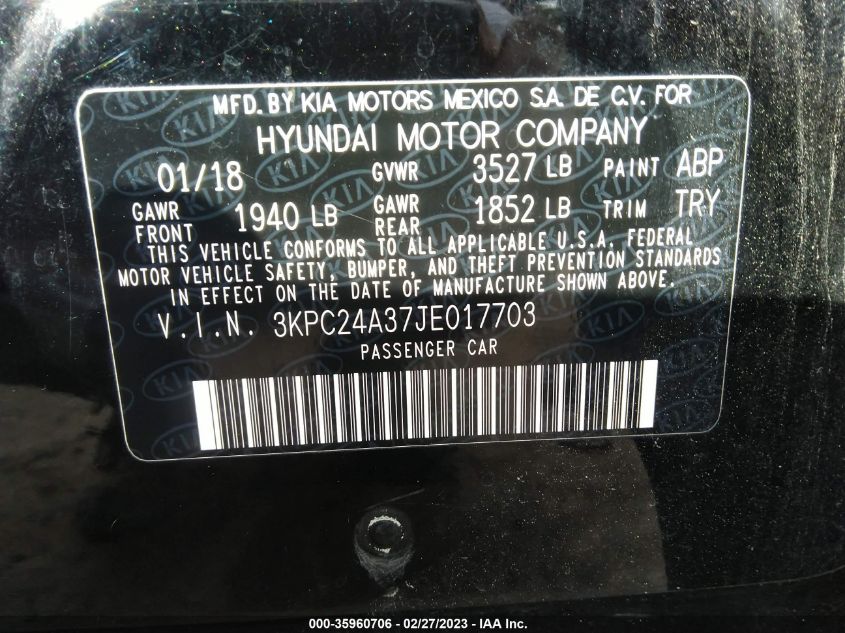 MFD. BY KIA MOTORS MEXICO S.A. DE C.V. FOR
HYUNDAI MOTOR COMPANY
01/18 GVWR 3527 LB PAINT ABP
GAWR FRONT 1940 LB GAWR REAR 1852 LB TRIM TRY
THIS VEHICLE CONFORMS TO ALL APPLICABLE U.S.A. FEDERAL
MOTOR VEHICLE SAFETY, BUMPER, AND THEFT PREVENTION STANDARDS
IN EFFECT ON THE DATE OF MANUFACTURE SHOWN ABOVE.
V.I.N. 3KPC24A37JE017703
PASSENGER CAR
000-35960706 - 02/27/2023 - IAA Inc.